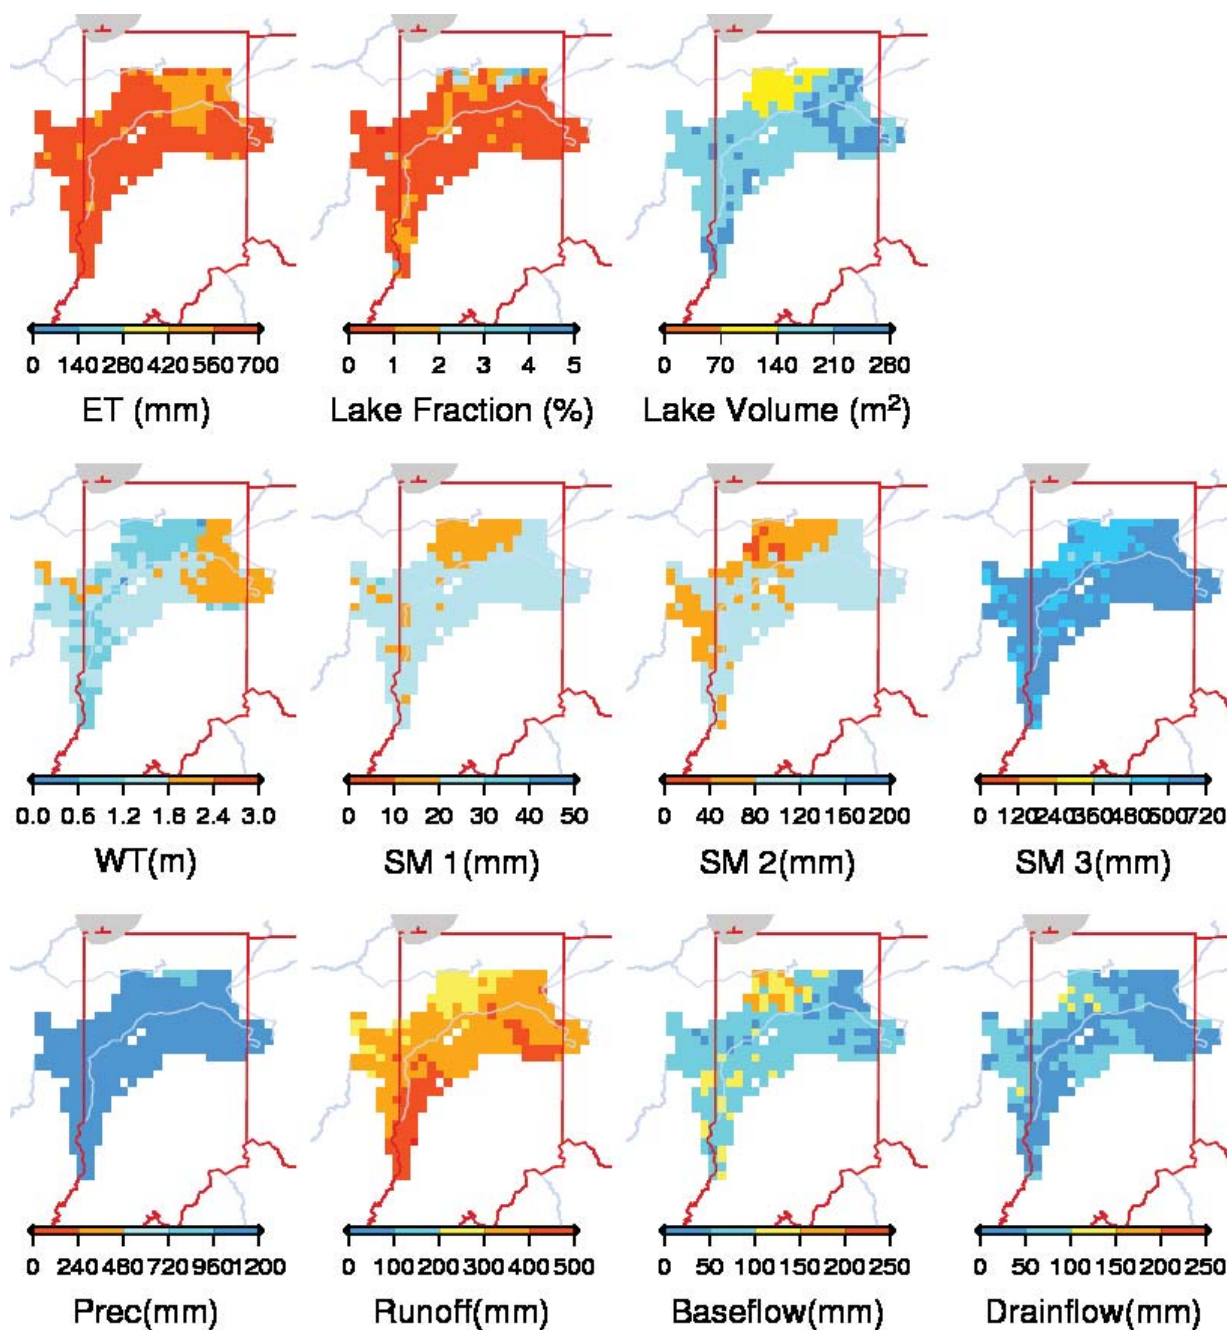 0 140 280 420 560 700
ET (mm)
0 1 2 3 4 5
Lake Fraction (%)
0 70 140 210 280
Lake Volume (m²)
0.0 0.6 1.2 1.8 2.4 3.0
WT(m)
0 10 20 30 40 50
SM 1(mm)
0 40 80 120 160 200
SM 2(mm)
0 120 240 360 480 600 720
SM 3(mm)
0 240 480 720 960 1200
Prec(mm)
0 100 200 300 400 500
Runoff(mm)
0 50 100 150 200 250
Baseflow(mm)
0 50 100 150 200 250
Drainflow(mm)